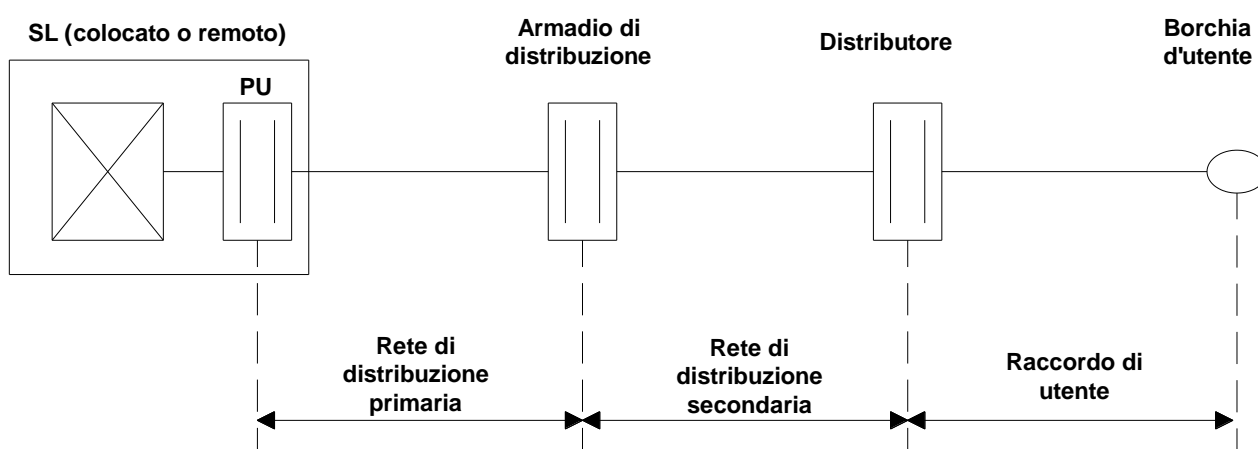 SL (colocato o remoto)
PU
Armadio di
distribuzione
Distributore
Borchia
d'utente
Rete di
distribuzione
primaria
Rete di
distribuzione
secondaria
Raccordo di
utente